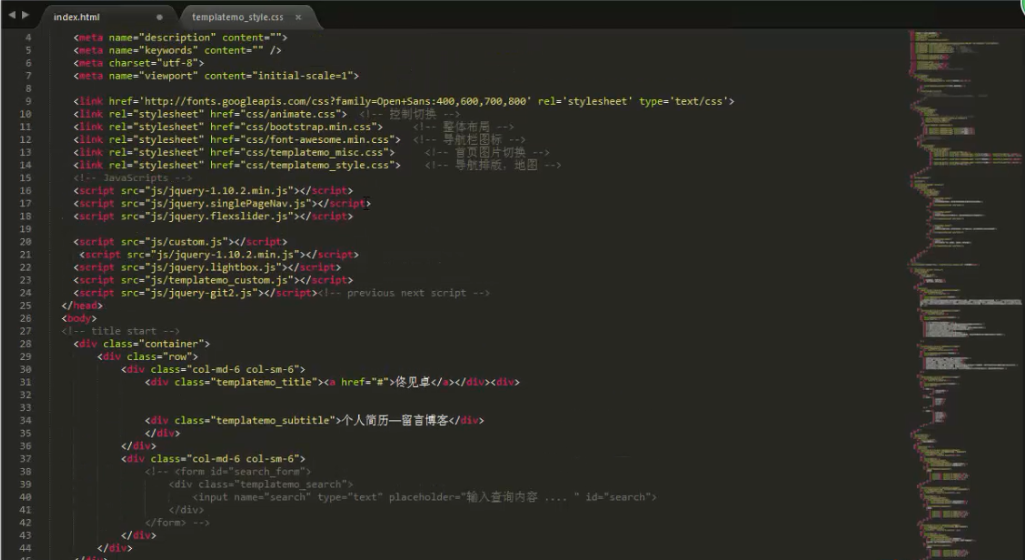 index.html
templatemo_style.css
4 <meta name="description" content="">
5 <meta name="keywords" content="" />
6 <meta charset="utf-8">
7 <meta name="viewport" content="initial-scale=1">
8
9 <link href='http://fonts.googleapis.com/css?family=Open+Sans:400,600,700,800' rel='stylesheet' type='text/css'>
10 <link rel="stylesheet" href="css/animate.css"> <!-- 控制切换 -->
11 <link rel="stylesheet" href="css/bootstrap.min.css"> <!-- 整体布局 -->
12 <link rel="stylesheet" href="css/font-awesome.min.css"> <!-- 导航栏图标 -->
13 <link rel="stylesheet" href="css/templatemo_misc.css"> <!-- 首页图片切换 -->
14 <link rel="stylesheet" href="css/templatemo_style.css"> <!-- 导航排版、地图 -->
15 <!-- JavaScripts -->
16 <script src="js/jquery-1.10.2.min.js"></script>
17 <script src="js/jquery.singlePageNav.js"></script>
18 <script src="js/jquery.flexslider.js"></script>
19
20 <script src="js/custom.js"></script>
21 <script src="js/jquery-1.10.2.min.js"></script>
22 <script src="js/jquery.lightbox.js"></script>
23 <script src="js/templatemo_custom.js"></script>
24 <script src="js/jquery-git2.js"></script><!-- previous next script -->
25 </head>
26 <body>
27 <!-- title start -->
28 <div class="container">
29 <div class="row">
30 <div class="col-md-6 col-sm-6">
31 <div class="templatemo_title"><a href="#">佟见卓</a></div><div>
32
33
34 <div class="templatemo_subtitle">个人简历—留言博客</div>
35 </div>
36 </div>
37 <div class="col-md-6 col-sm-6">
38 <!-- <form id="search_form">
39 <div class="templatemo_search">
40 <input name="search" type="text" placeholder="输入查询内容 .... " id="search">
41 </div>
42 </form> -->
43 </div>
44 </div>